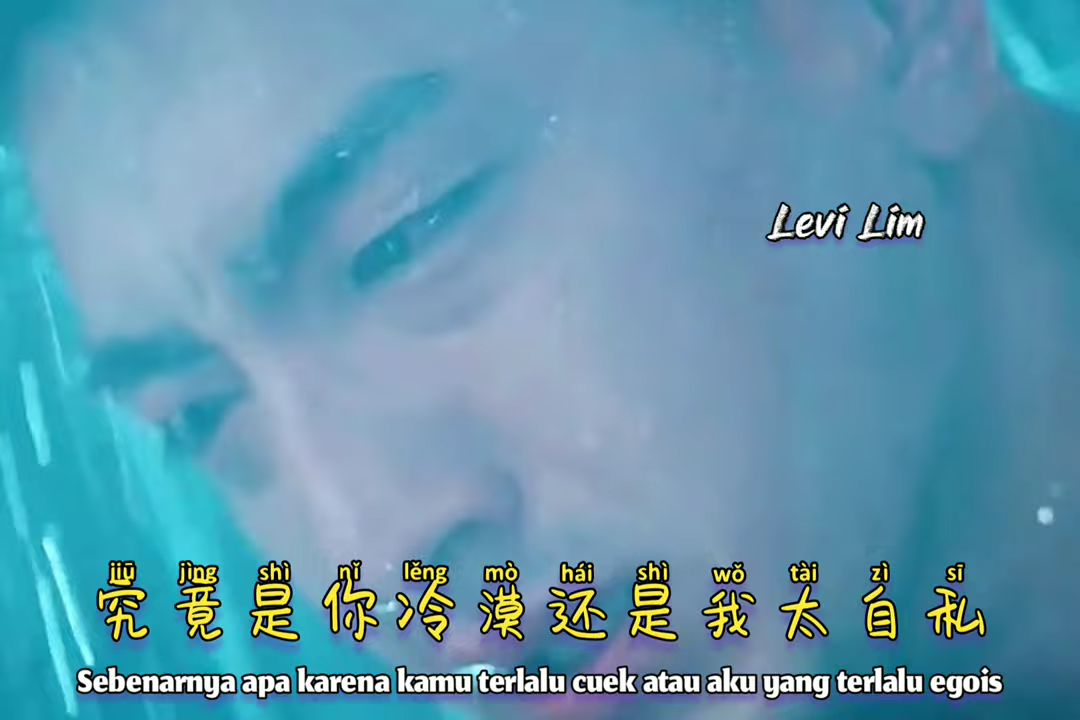 Levi Lim
jiū jìng shì nǐ lěng mò hái shì wǒ tài zì sī
究竟是你冷漠还是我太自私
Sebenarnya apa karena kamu terlalu cuek atau aku yang terlalu egois